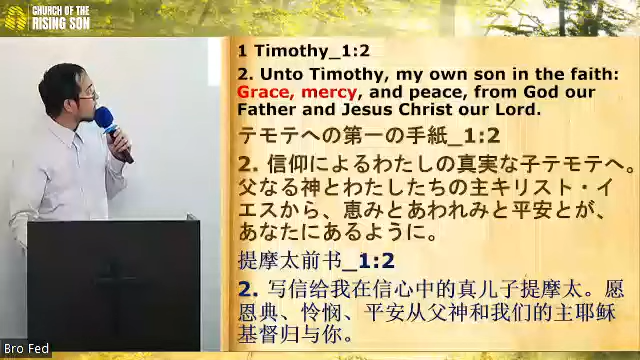 CHURCH OF THE
RISING SON
1 Timothy_1:2
2. Unto Timothy, my own son in the faith:
Grace, mercy, and peace, from God our
Father and Jesus Christ our Lord.
テモテへの第一の手紙_1:2
2. 信仰によるわたしの真実な子テモテへ。
父なる神とわたしたちの主キリスト・イ
エスから、恵みとあわれみと平安とが、
あなたにあるように。
提摩太前书_1:2
2. 写信给我在信心中的真儿子提摩太。愿
恩典、怜悯、平安从父神和我们的主耶稣
基督归与你。
Bro Fed